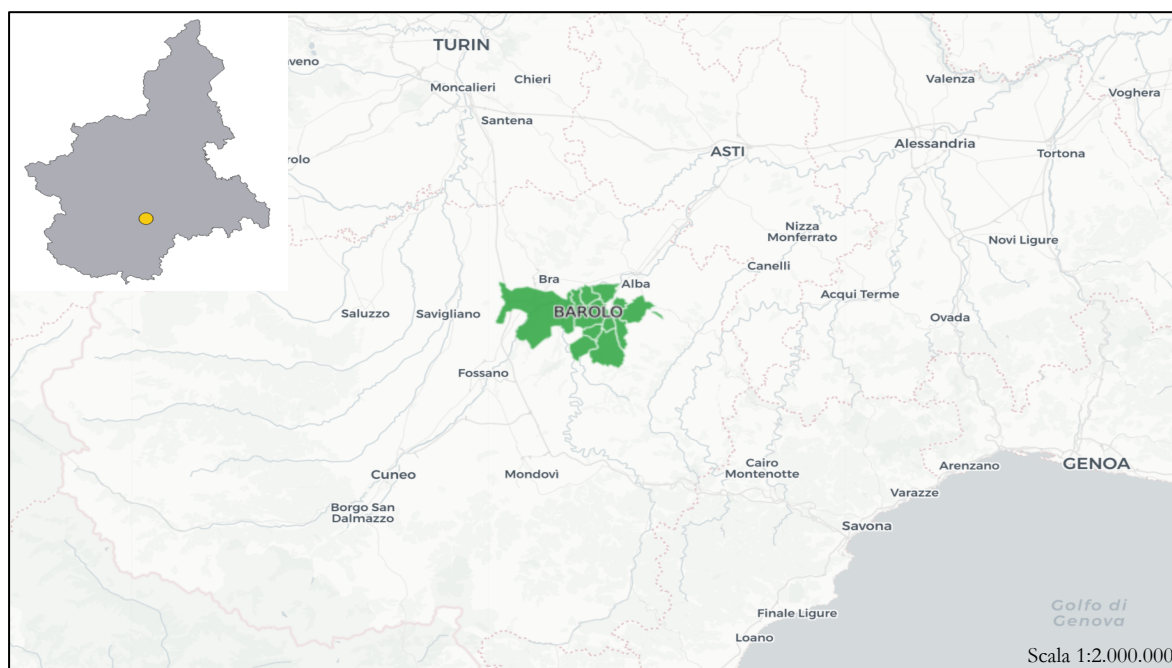 TURIN
veno
Chieri
Moncalieri
Valenza
Voghera
Santena
Alessandria
ASTI
Tortona
rolo
Nizza
Monferrato
Novi Ligure
Canelli
Bra
Alba
Acqui Terme
BAROLO
Saluzzo
Savigliano
Ovada
Fossano
GENOA
Cairo
Montenotte
Arenzano
Cuneo
Mondovì
Varazze
Borgo San
Dalmazzo
Savona
Golfo di
Genova
Finale Ligure
Loano
Scala 1:2.000.000